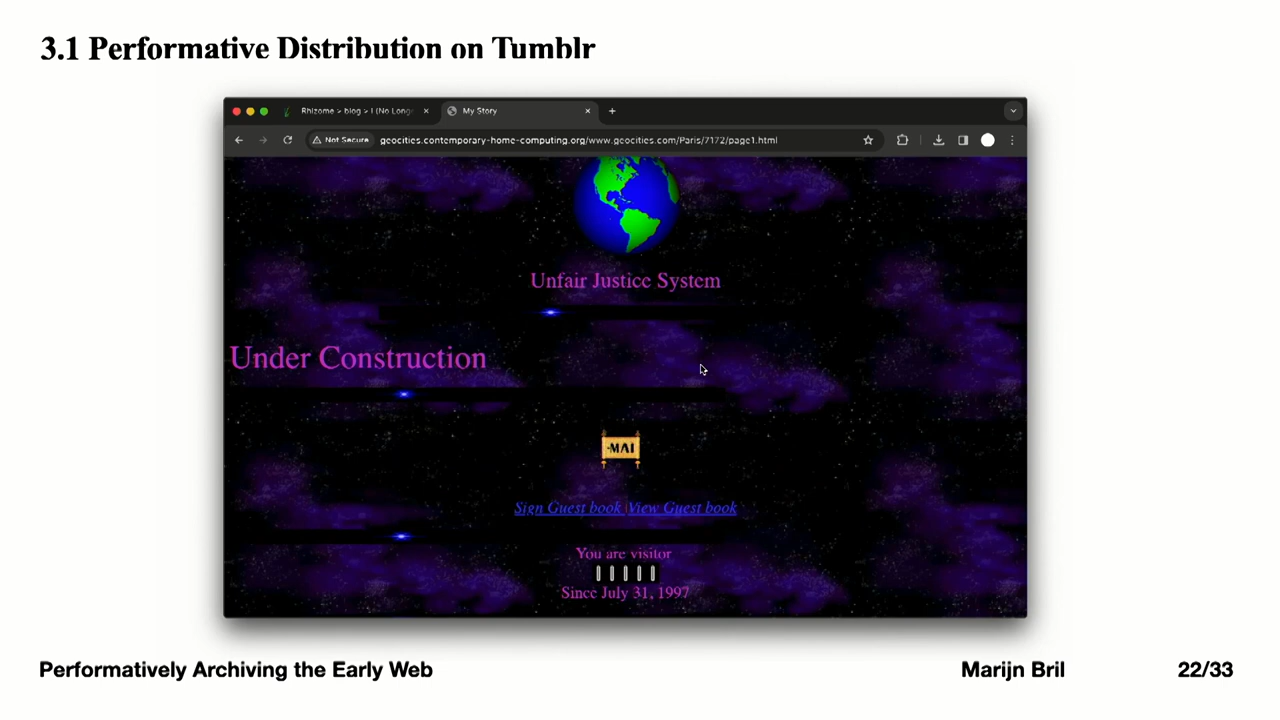 3.1 Performative Distribution on Tumblr
Rhizome > blog > I (No Long
My Story
Not Secure
geocities.contemporary-home-computing.org/www.geocities.com/Paris/7172/page1.html
Unfair Justice System
Under Construction
-MAI
Sign Guest book |View Guest book
You are visitor
Since July 31, 1997
Performatively Archiving the Early Web
Marijn Bril
22/33